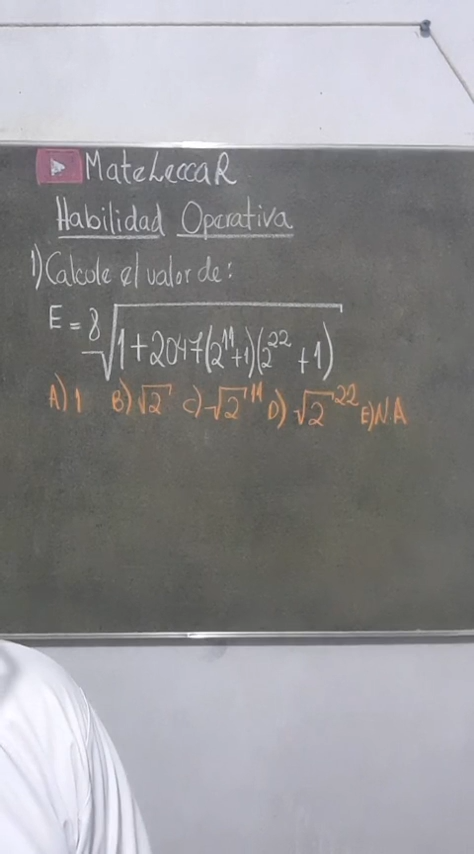 MateLeccaR
Habilidad Operativa
1) Calcule el valor de:
E = ⁸√(1+2047(2¹¹+1)(2²²+1))
A) 1 B) √2 C) √2¹¹ D) √2²² E) N.A